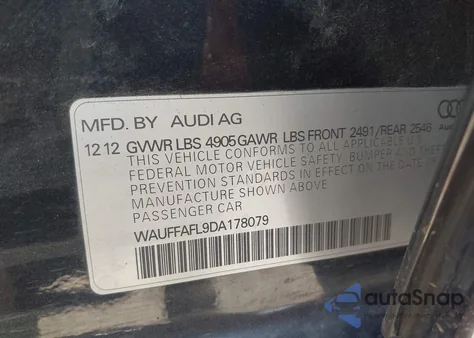 MFD. BY AUDI AG
12 12 GVWR LBS 4905 GAWR LBS FRONT 2491/REAR 2546
THIS VEHICLE CONFORMS TO ALL APPLICABLE U.S.
FEDERAL MOTOR VEHICLE SAFETY, BUMPER AND THEFT
PREVENTION STANDARDS IN EFFECT ON DATE OF
MANUFACTURE SHOWN ABOVE
PASSENGER CAR
WAUFFAFL9DA178079
Audi
autoSnap